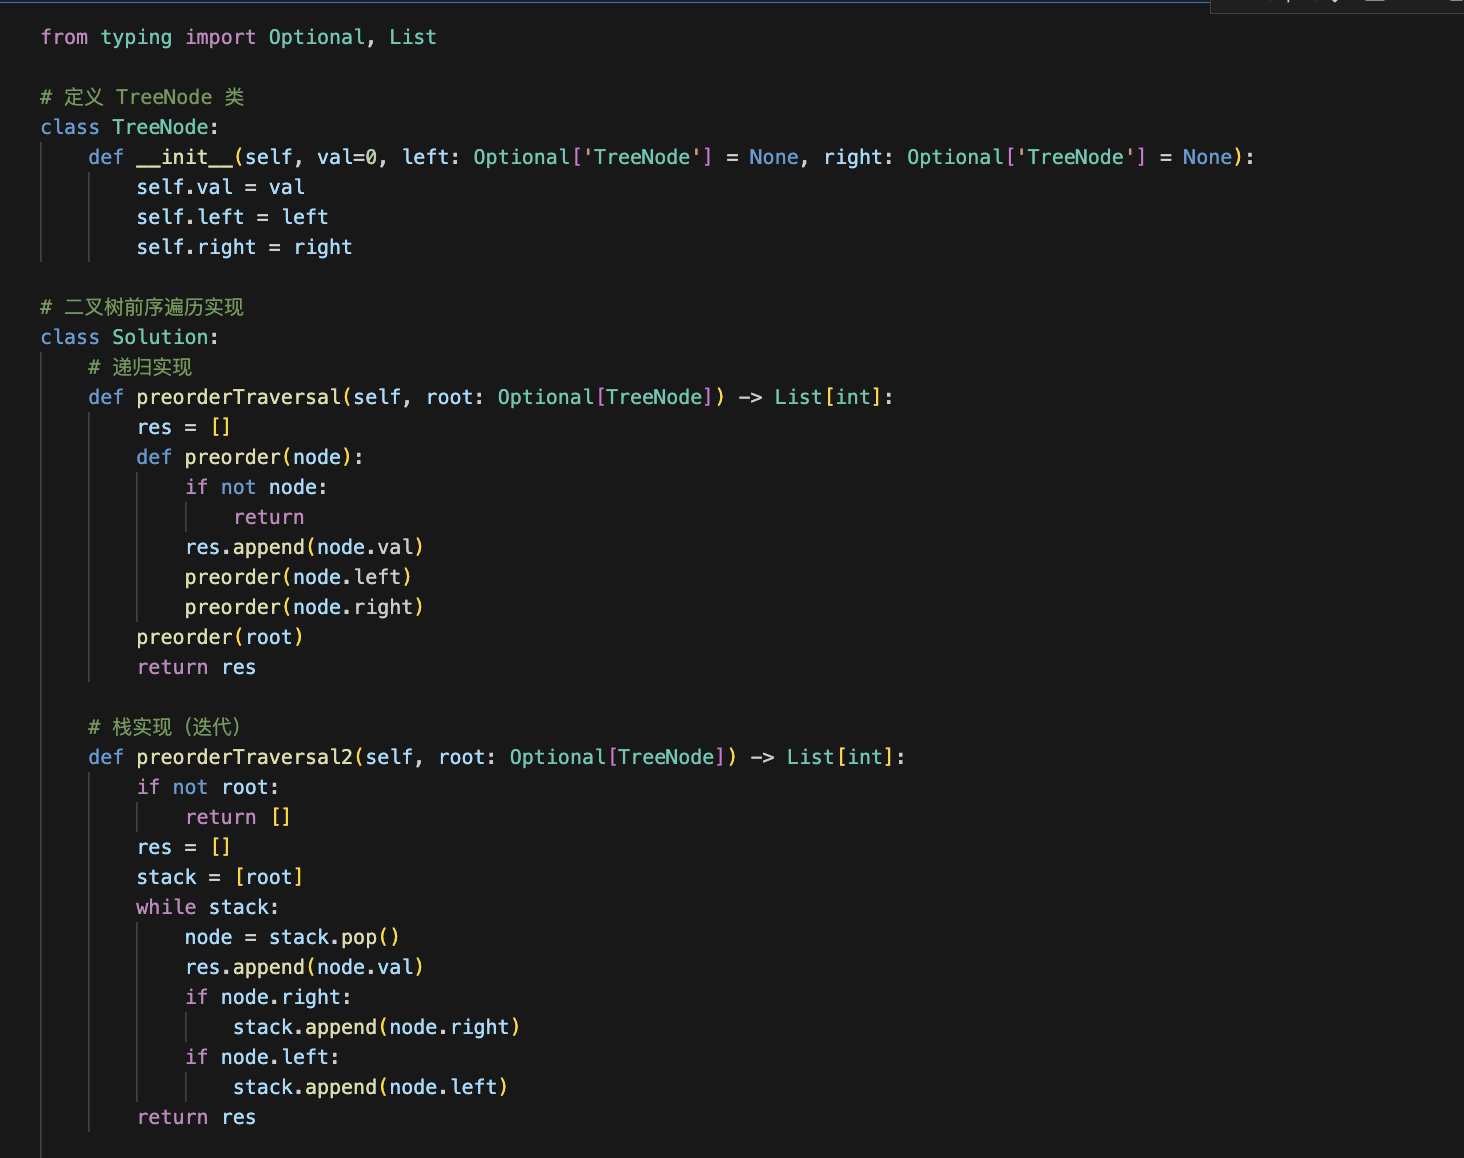 from typing import Optional, List
# 定义 TreeNode 类
class TreeNode:
    def __init__(self, val=0, left: Optional['TreeNode'] = None, right: Optional['TreeNode'] = None):
        self.val = val
        self.left = left
        self.right = right
# 二叉树前序遍历实现
class Solution:
    # 递归实现
    def preorderTraversal(self, root: Optional[TreeNode]) -> List[int]:
        res = []
        def preorder(node):
            if not node:
                return
            res.append(node.val)
            preorder(node.left)
            preorder(node.right)
        preorder(root)
        return res
    # 栈实现（迭代）
    def preorderTraversal2(self, root: Optional[TreeNode]) -> List[int]:
        if not root:
            return []
        res = []
        stack = [root]
        while stack:
            node = stack.pop()
            res.append(node.val)
            if node.right:
                stack.append(node.right)
            if node.left:
                stack.append(node.left)
        return res